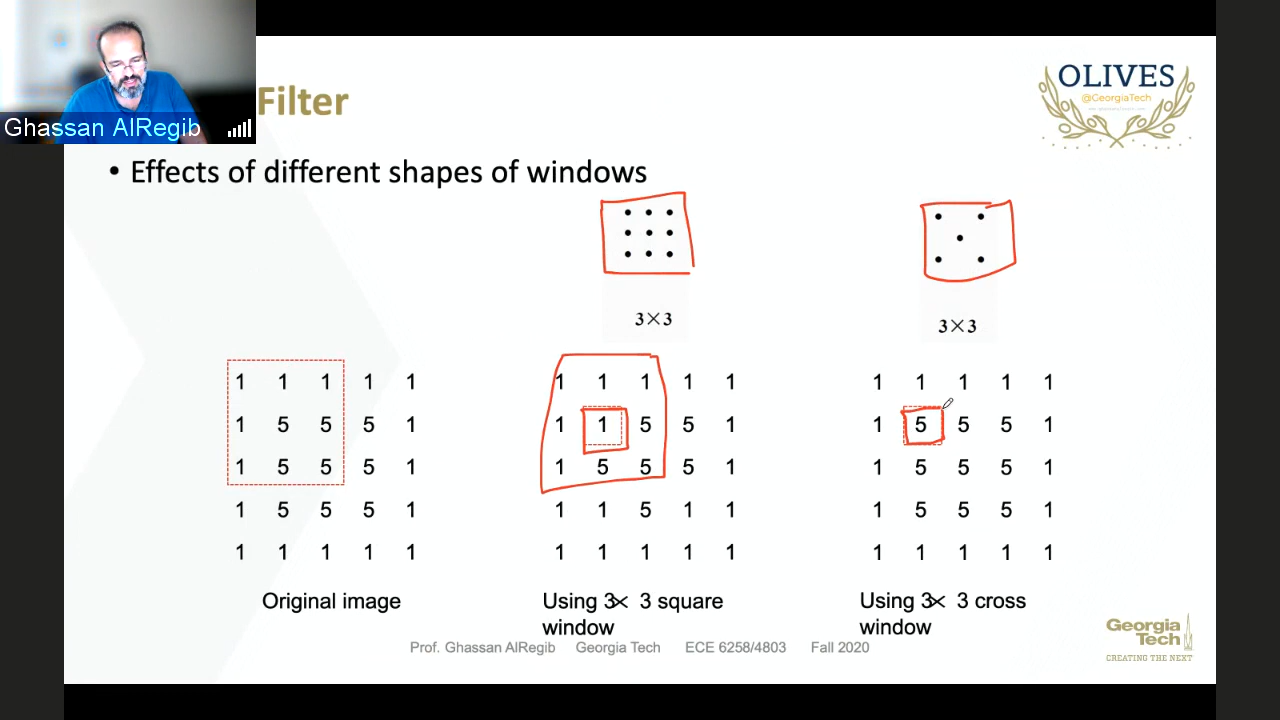 Ghassan AlRegib
Filter
OLIVES
@GeorgiaTech
• Effects of different shapes of windows
3×3
3×3
1 1 1 1 1
1 5 5 5 1
1 5 5 5 1
1 5 5 5 1
1 1 1 1 1
Original image
1 1 1 1 1
1 1 5 5 1
1 5 5 5 1
1 1 5 1 1
1 1 1 1 1
Using 3× 3 square
window
1 1 1 1 1
1 5 5 5 1
1 5 5 5 1
1 5 5 5 1
1 1 1 1 1
Using 3× 3 cross
window
Prof. Ghassan AlRegib Georgia Tech ECE 6258/4803 Fall 2020
Georgia
Tech
CREATING THE NEXT